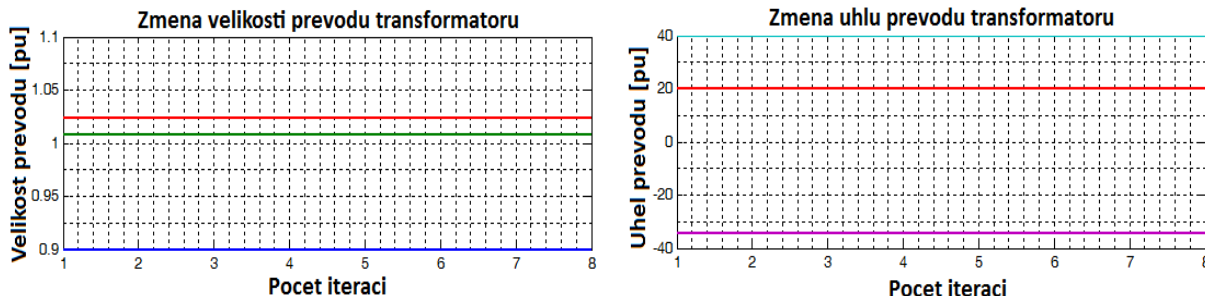 Zmena velikosti prevodu transformatoru
Velikost prevodu [pu]
1.1
1.05
1
0.95
0.9
1 2 3 4 5 6 7 8
Pocet iteraci
Zmena uhlu prevodu transformatoru
Uhel prevodu [pu]
40
20
0
-20
-40
1 2 3 4 5 6 7 8
Pocet iteraci